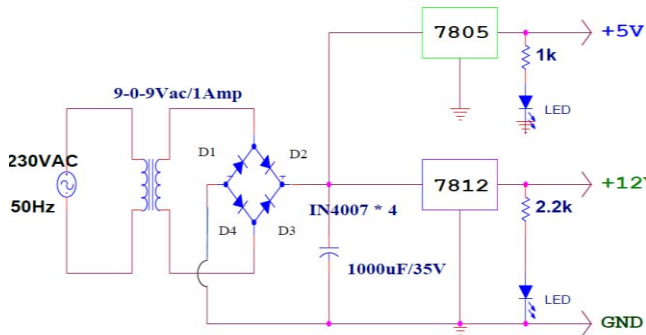 7805
+5V
1k
LED
9-0-9Vac/1Amp
D1
D2
230VAC
50Hz
7812
+12V
IN4007 * 4
2.2k
D4
D3
1000uF/35V
LED
GND